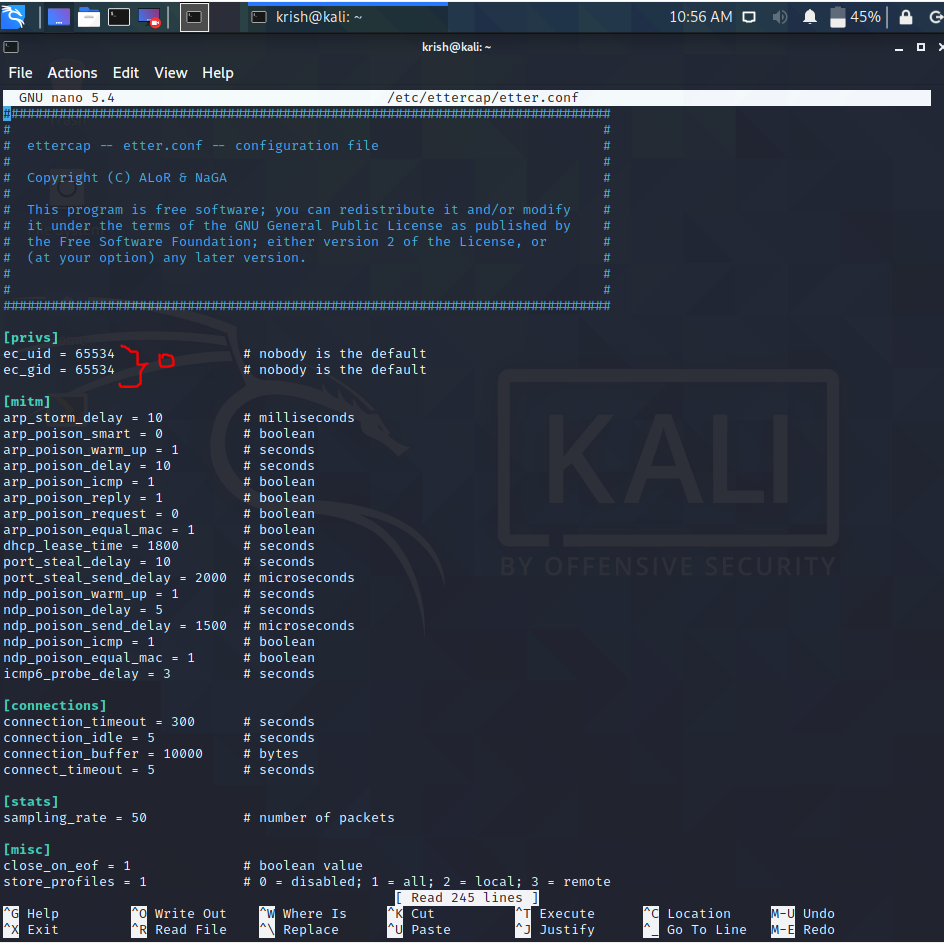 krish@kali: ~
10:56 AM
45%
krish@kali: ~
File Actions Edit View Help
GNU nano 5.4 /etc/ettercap/etter.conf
############################################################################
# #
# ettercap -- etter.conf -- configuration file #
# #
# Copyright (C) ALoR & NaGA #
# #
# This program is free software; you can redistribute it and/or modify #
# it under the terms of the GNU General Public License as published by #
# the Free Software Foundation; either version 2 of the License, or #
# (at your option) any later version. #
# #
# #
############################################################################
[privs]
ec_uid = 65534 # nobody is the default
ec_gid = 65534 # nobody is the default
0
[mitm]
arp_storm_delay = 10 # milliseconds
arp_poison_smart = 0 # boolean
arp_poison_warm_up = 1 # seconds
arp_poison_delay = 10 # seconds
arp_poison_icmp = 1 # boolean
arp_poison_reply = 1 # boolean
arp_poison_request = 0 # boolean
arp_poison_equal_mac = 1 # boolean
dhcp_lease_time = 1800 # seconds
port_steal_delay = 10 # seconds
port_steal_send_delay = 2000 # microseconds
ndp_poison_warm_up = 1 # seconds
ndp_poison_delay = 5 # seconds
ndp_poison_send_delay = 1500 # microseconds
ndp_poison_icmp = 1 # boolean
ndp_poison_equal_mac = 1 # boolean
icmp6_probe_delay = 3 # seconds
KALI
BY OFFENSIVE SECURITY
[connections]
connection_timeout = 300 # seconds
connection_idle = 5 # seconds
connection_buffer = 10000 # bytes
connect_timeout = 5 # seconds
[stats]
sampling_rate = 50 # number of packets
[misc]
close_on_eof = 1 # boolean value
store_profiles = 1 # 0 = disabled; 1 = all; 2 = local; 3 = remote
[ Read 245 lines ]
^G Help ^O Write Out ^W Where Is ^K Cut ^T Execute ^C Location M-U Undo
^X Exit ^R Read File ^\ Replace ^U Paste ^J Justify ^_ Go To Line M-E Redo